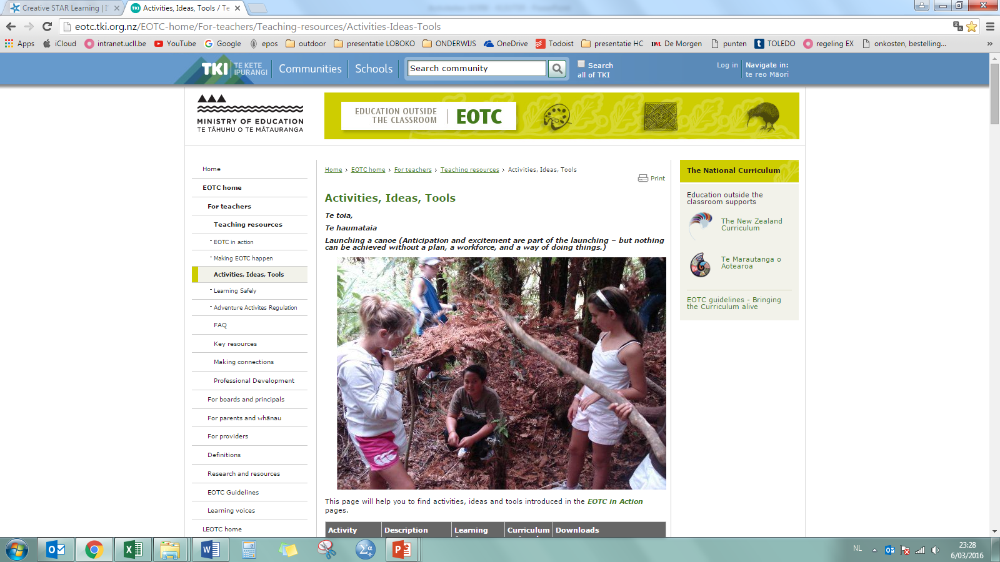 Creative STAR Learning | I
Activities, Ideas, Tools / Te
eotc.tki.org.nz/EOTC-home/For-teachers/Teaching-resources/Activities-Ideas-Tools
Apps iCloud intranet.ucll.be YouTube Google epos outdoor presentatie LOBOKO ONDERWIJS OneDrive Todoist presentatie HC DM. De Morgen punten t TOLEDO regeling EX onkosten, bestelling... »
TKI TE KETE
IPURANGI
Communities
Schools
Search community
Search
all of TKI
Log in
Navigate in:
te reo Māori
MINISTRY OF EDUCATION
TE TĀHUHU O TE MĀTAURANGA
EDUCATION OUTSIDE
THE CLASSROOM
EOTC
Home
EOTC home
For teachers
Teaching resources
- EOTC in action
- Making EOTC happen
Activities, Ideas, Tools
- Learning Safely
- Adventure Activites Regulation
FAQ
Key resources
Making connections
Professional Development
For boards and principals
For parents and whānau
For providers
Definitions
Research and resources
EOTC Guidelines
Learning voices
LEOTC home
Home › EOTC home › For teachers › Teaching resources › Activities, Ideas, Tools
Print
Activities, Ideas, Tools
Te toia,
Te haumataia
Launching a canoe (Anticipation and excitement are part of the launching – but nothing
can be achieved without a plan, a workforce, and a way of doing things.)
This page will help you to find activities, ideas and tools introduced in the EOTC in Action
pages.
Activity Description Learning Curriculum Downloads
The National Curriculum
Education outside the
classroom supports
The New Zealand
Curriculum
Te Marautanga o
Aotearoa
EOTC guidelines - Bringing
the Curriculum alive
NL
23:28
6/03/2016